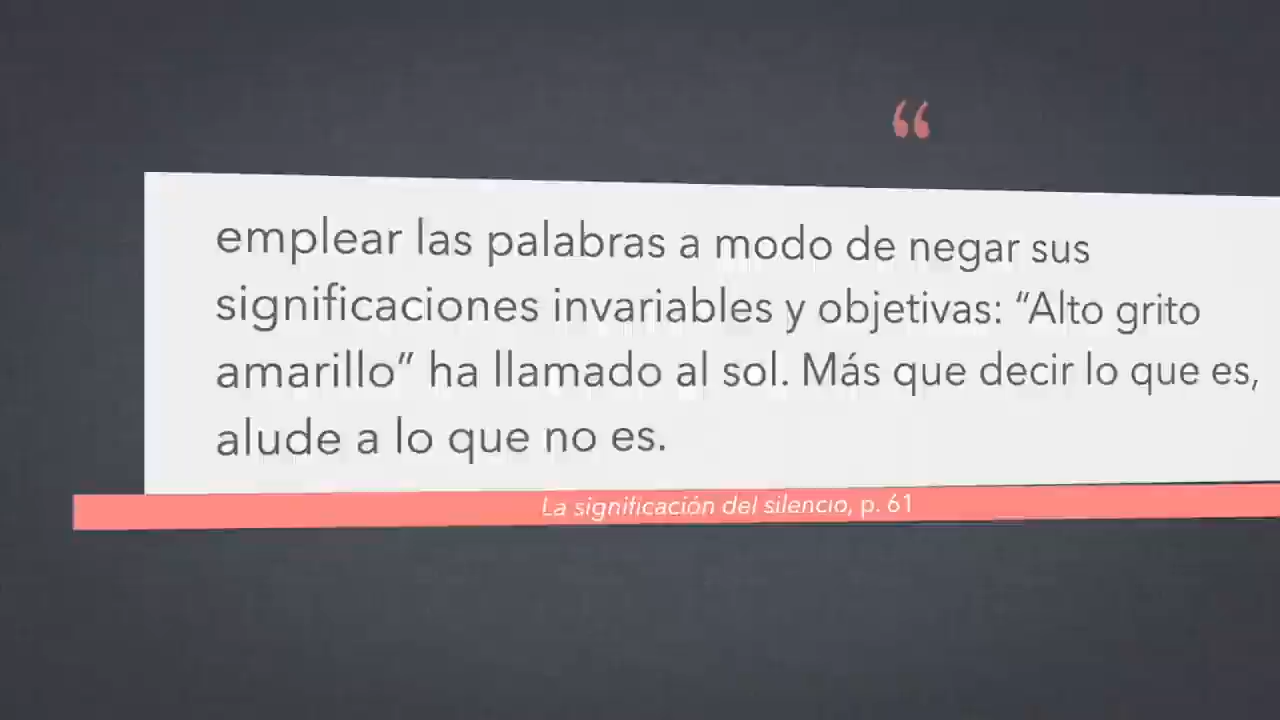 “
emplear las palabras a modo de negar sus
significaciones invariables y objetivas: “Alto grito
amarillo” ha llamado al sol. Más que decir lo que es,
alude a lo que no es.
La significación del silencio, p. 61